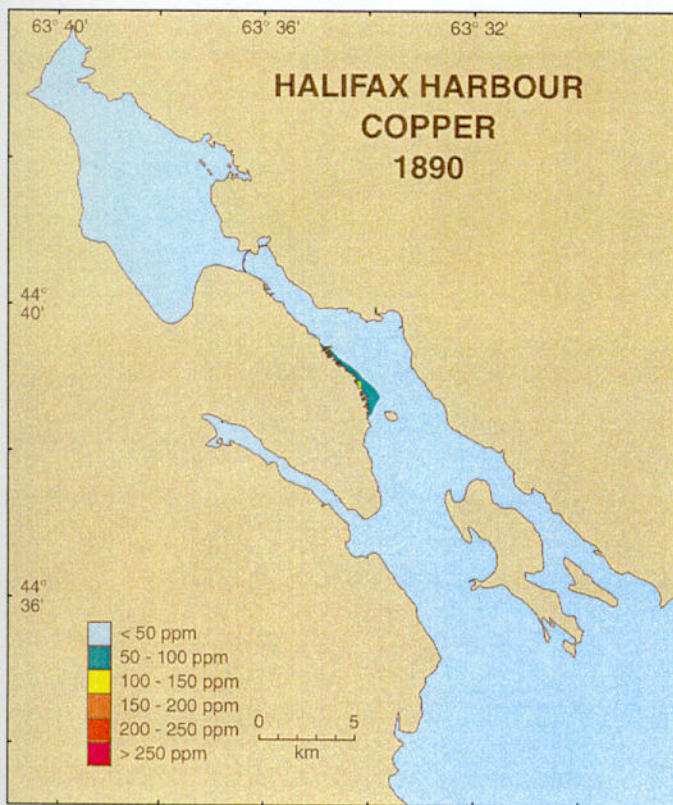 63° 40' 63° 36' 63° 32'
HALIFAX HARBOUR
COPPER
1890
44°
40'
44°
36'
< 50 ppm
50 - 100 ppm
100 - 150 ppm
150 - 200 ppm
200 - 250 ppm
> 250 ppm
0 5
km